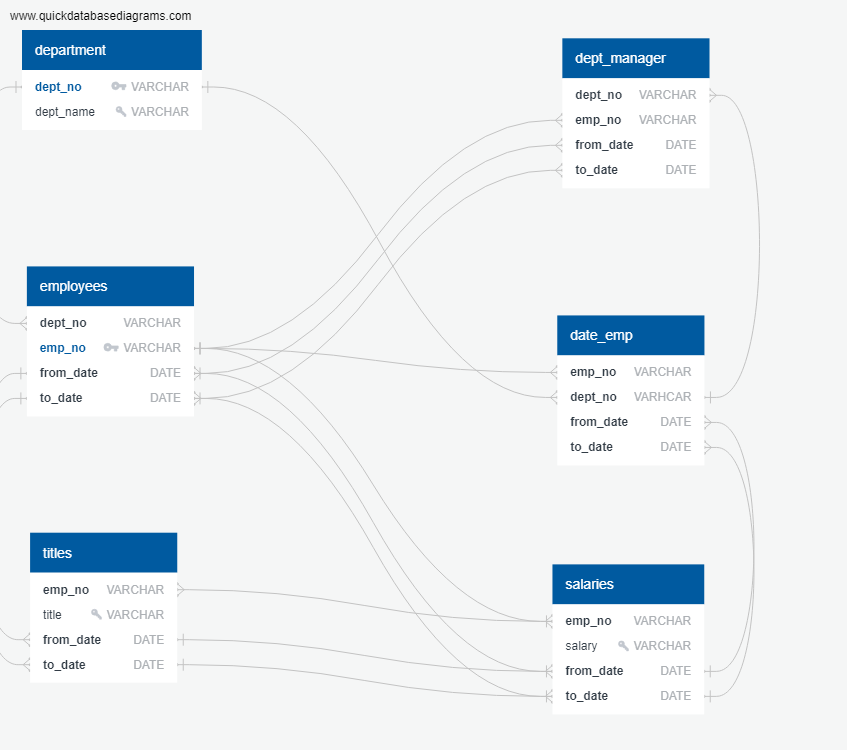 www.quickdatabasediagrams.com
department
dept_no VARCHAR
dept_name VARCHAR
dept_manager
dept_no VARCHAR
emp_no VARCHAR
from_date DATE
to_date DATE
employees
dept_no VARCHAR
emp_no VARCHAR
from_date DATE
to_date DATE
date_emp
emp_no VARCHAR
dept_no VARHCAR
from_date DATE
to_date DATE
titles
emp_no VARCHAR
title VARCHAR
from_date DATE
to_date DATE
salaries
emp_no VARCHAR
salary VARCHAR
from_date DATE
to_date DATE